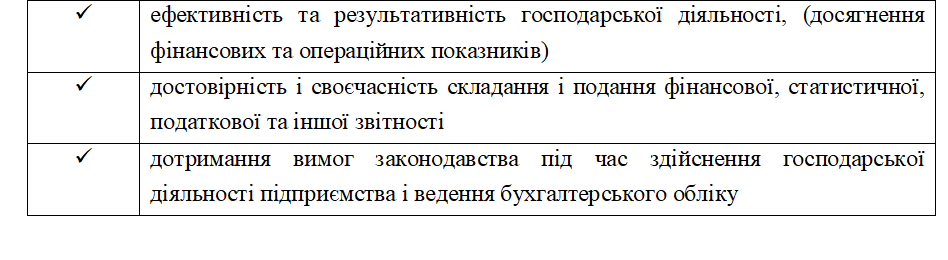 ✓ ефективність та результативність господарської діяльності, (досягнення
фінансових та операційних показників)
✓ достовірність і своєчасність складання і подання фінансової, статистичної,
податкової та іншої звітності
✓ дотримання вимог законодавства під час здійснення господарської
діяльності підприємства і ведення бухгалтерського обліку